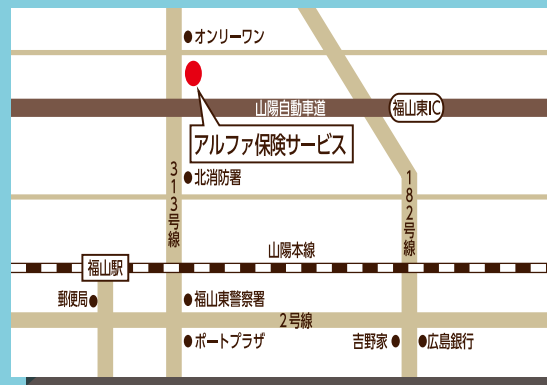 オンリーワン
山陽自動車道
福山東IC
アルファ保険サービス
北消防署
313号線
182号線
山陽本線
福山駅
郵便局
福山東警察署
2号線
ポートプラザ
吉野家
広島銀行